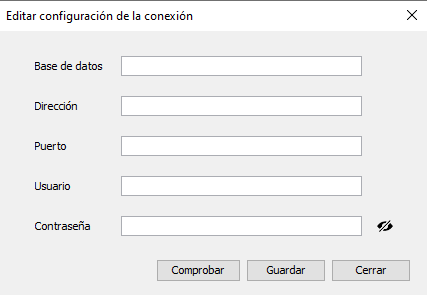 Editar configuración de la conexión
Base de datos
Dirección
Puerto
Usuario
Contraseña
Comprobar Guardar Cerrar